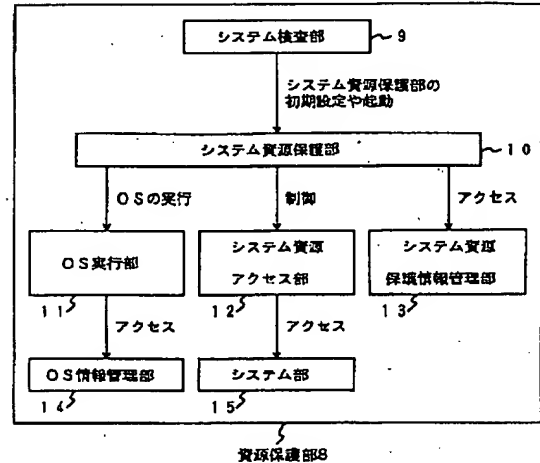 システム検査部
9
システム資源保護部の
初期設定や起動
システム資源保護部
10
OSの実行
制御
アクセス
OS実行部
システム資源
アクセス部
システム資源
保護情報管理部
11
12
13
アクセス
アクセス
OS情報管理部
システム部
14
15
資源保護部8